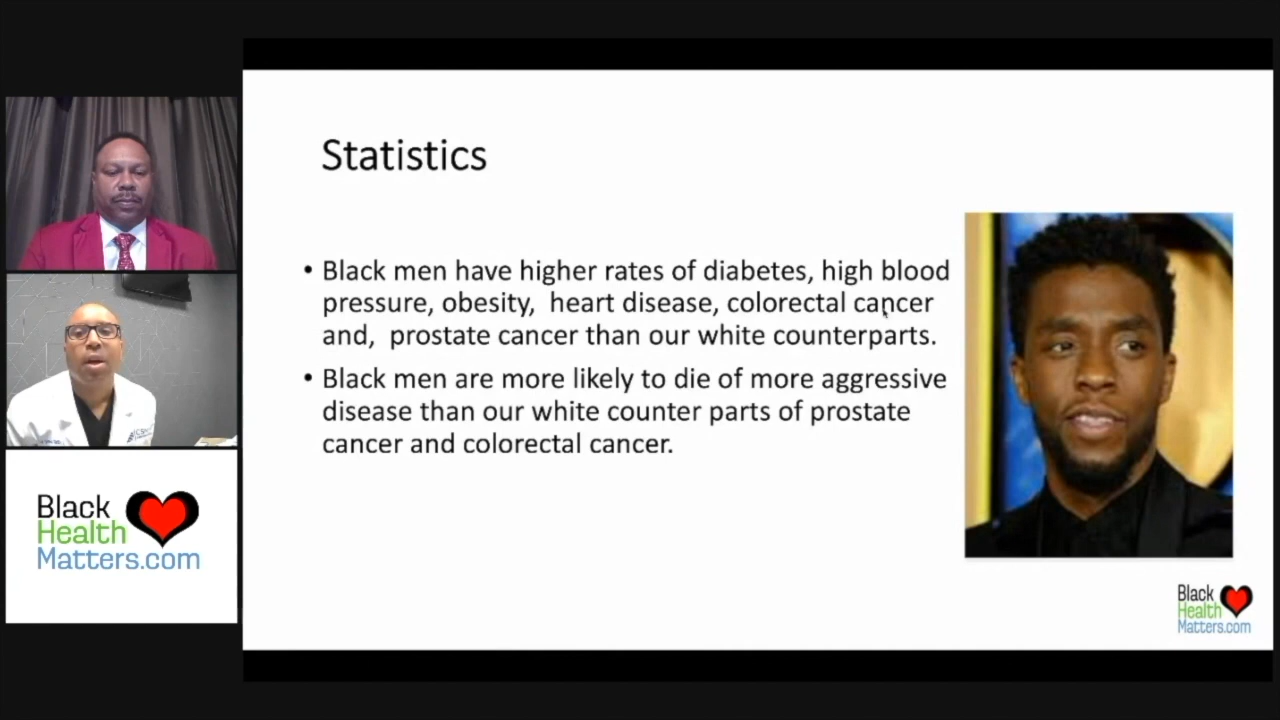 Statistics
• Black men have higher rates of diabetes, high blood
pressure, obesity,  heart disease, colorectal cancer
and,  prostate cancer than our white counterparts.
• Black men are more likely to die of more aggressive
disease than our white counter parts of prostate
cancer and colorectal cancer.
Black
Health
Matters.com
Black
Health
Matters.com